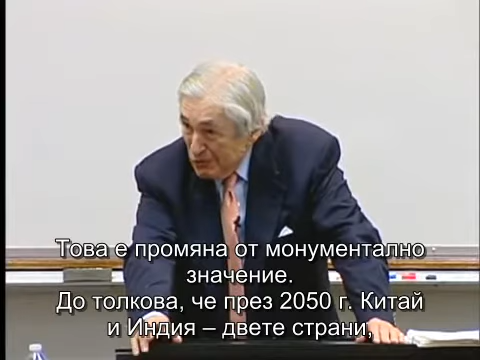 Това е промяна от монументално
значение.
До толкова, че през 2050 г. Китай
и Индия – двете страни,